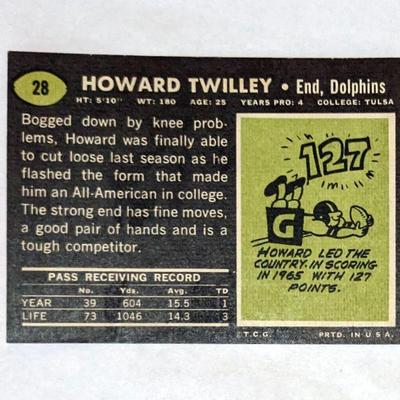 28 HOWARD TWILLEY • End, Dolphins
HT: 5'10" WT: 180 AGE: 25 YEARS PRO: 4 COLLEGE: TULSA
Bogged down by knee prob-
lems, Howard was finally able
to cut loose last season as he
flashed the form that made
him an All-American in college.
The strong end has fine moves,
a good pair of hands and is a
tough competitor.
PASS RECEIVING RECORD
No. Yds. Avg. TD
YEAR 39 604 15.5 1
LIFE 73 1046 14.3 3
127
G
HOWARD LED THE
COUNTRY IN SCORING
IN 1965 WITH 127
POINTS.
©T.C.G. PRTD. IN U.S.A.